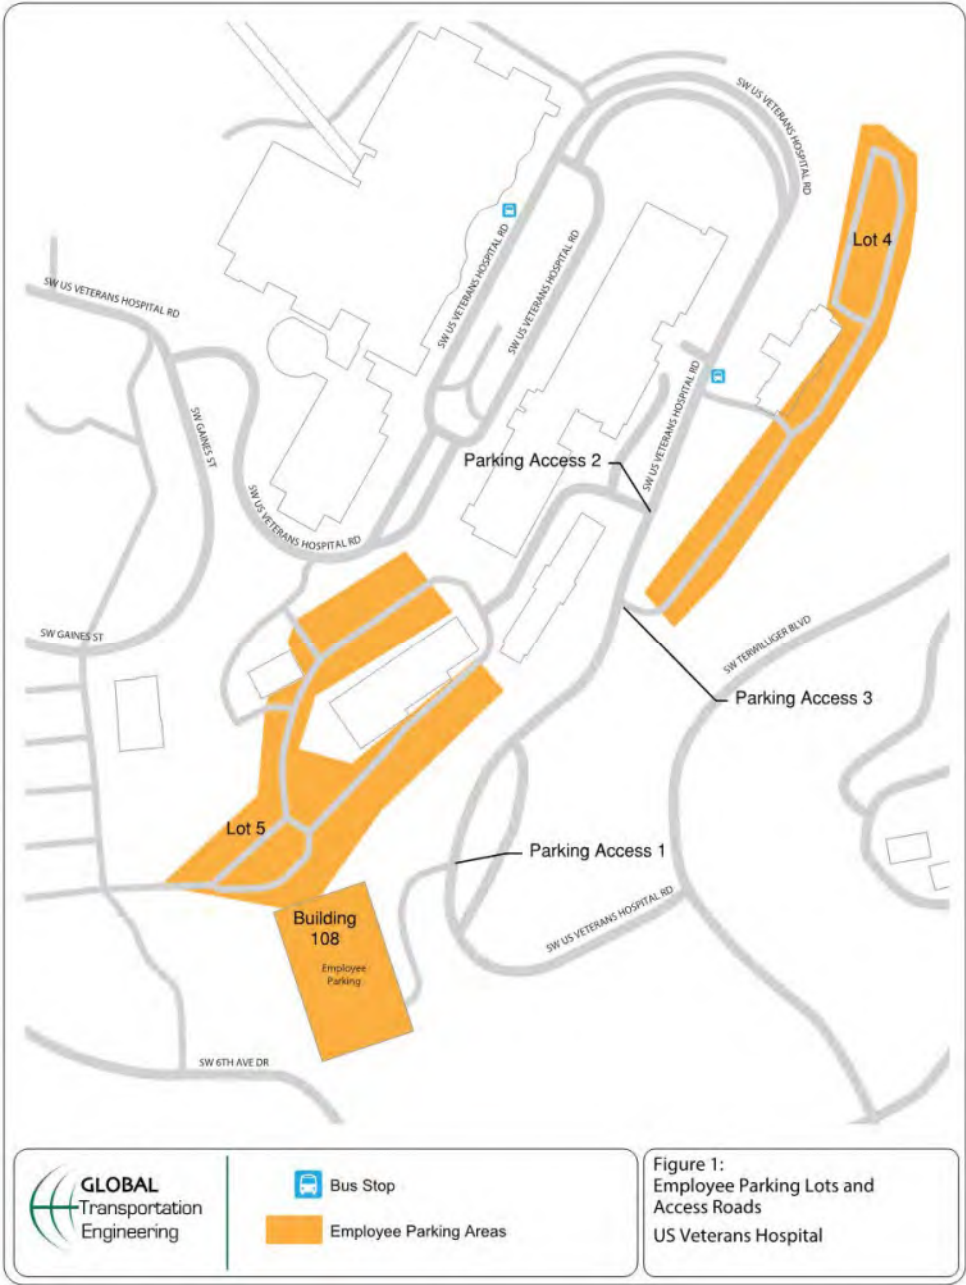 SW US VETERANS HOSPITAL RD
Lot 4
SW US VETERANS HOSPITAL RD
SW US VETERANS HOSPITAL RD
SW US VETERANS HOSPITAL RD
SW GAINES ST
SW US VETERANS HOSPITAL RD
Parking Access 2
SW US VETERANS HOSPITAL RD
SW GAINES ST
SW TERWILLIGER BLVD
Parking Access 3
Lot 5
Parking Access 1
SW US VETERANS HOSPITAL RD
Building
108
Employee
Parking
SW 6TH AVE DR
GLOBAL
Transportation
Engineering
Bus Stop
Employee Parking Areas
Figure 1:
Employee Parking Lots and
Access Roads
US Veterans Hospital